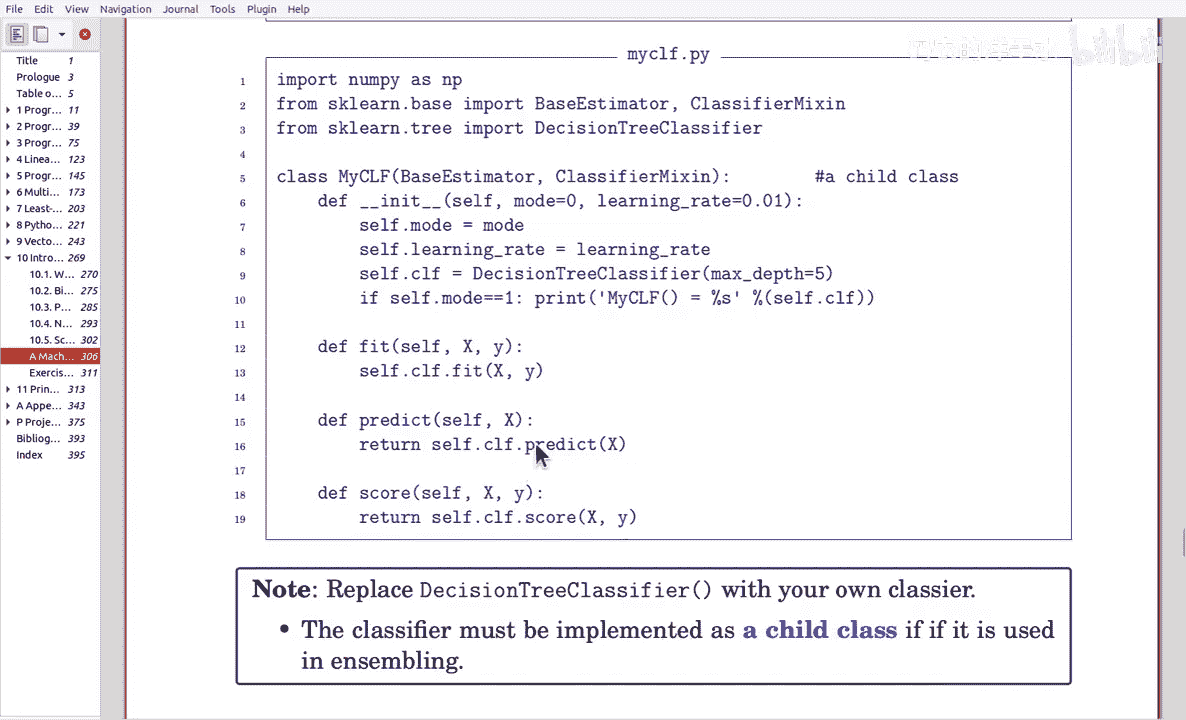 File Edit View Navigation Journal Tools Plugin Help
Title 1
Prologue 3
Table o... 5
1 Progr... 11
2 Progr... 39
3 Progr... 75
4 Linea... 123
5 Progr... 145
6 Multi... 173
7 Least-... 203
8 Pytho... 221
9 Vecto... 243
10 Intro... 269
10.1. W... 270
10.2. Bi... 275
10.3. P... 285
10.4. N... 293
10.5. Sc... 302
A Mach... 306
Exercis... 311
11 Prin... 313
A Appe... 343
P Proje... 375
Bibliog... 393
Index 395
myclf.py
1 import numpy as np
2 from sklearn.base import BaseEstimator, ClassifierMixin
3 from sklearn.tree import DecisionTreeClassifier
4
5 class MyCLF(BaseEstimator, ClassifierMixin): #a child class
6 def __init__(self, mode=0, learning_rate=0.01):
7 self.mode = mode
8 self.learning_rate = learning_rate
9 self.clf = DecisionTreeClassifier(max_depth=5)
10 if self.mode==1: print('MyCLF() = %s' %(self.clf))
11
12 def fit(self, X, y):
13 self.clf.fit(X, y)
14
15 def predict(self, X):
16 return self.clf.predict(X)
17
18 def score(self, X, y):
19 return self.clf.score(X, y)
Note: Replace DecisionTreeClassifier() with your own classier.
• The classifier must be implemented as a child class if if it is used
in ensembling.